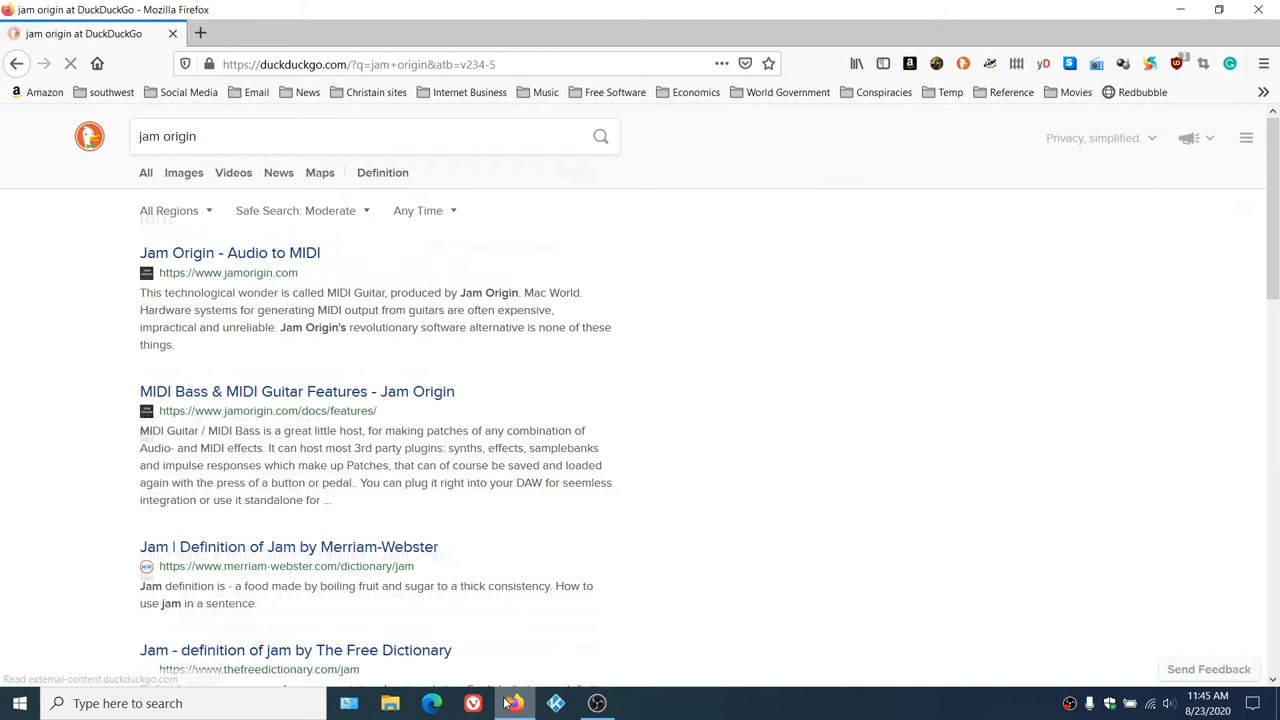 jam origin at DuckDuckGo - Mozilla Firefox
jam origin at DuckDuckGo
https://duckduckgo.com/?q=jam+origin&atb=v234-5
Amazon southwest Social Media Email News Christain sites Internet Business Music Free Software Economics World Government Conspiracies Temp Reference Movies Redbubble
jam origin
Privacy, simplified.
All Images Videos News Maps Definition
All Regions Safe Search: Moderate Any Time
Jam Origin - Audio to MIDI
https://www.jamorigin.com
This technological wonder is called MIDI Guitar, produced by Jam Origin. Mac World.
Hardware systems for generating MIDI output from guitars are often expensive,
impractical and unreliable. Jam Origin's revolutionary software alternative is none of these
things.
MIDI Bass & MIDI Guitar Features - Jam Origin
https://www.jamorigin.com/docs/features/
MIDI Guitar / MIDI Bass is a great little host, for making patches of any combination of
Audio- and MIDI effects. It can host most 3rd party plugins: synths, effects, samplebanks
and impulse responses which make up Patches, that can of course be saved and loaded
again with the press of a button or pedal.. You can plug it right into your DAW for seemless
integration or use it standalone for ...
Jam | Definition of Jam by Merriam-Webster
https://www.merriam-webster.com/dictionary/jam
Jam definition is - a food made by boiling fruit and sugar to a thick consistency. How to
use jam in a sentence.
Jam - definition of jam by The Free Dictionary
https://www.thefreedictionary.com/jam
Send Feedback
Read external-content.duckduckgo.com
Type here to search
11:45 AM
8/23/2020